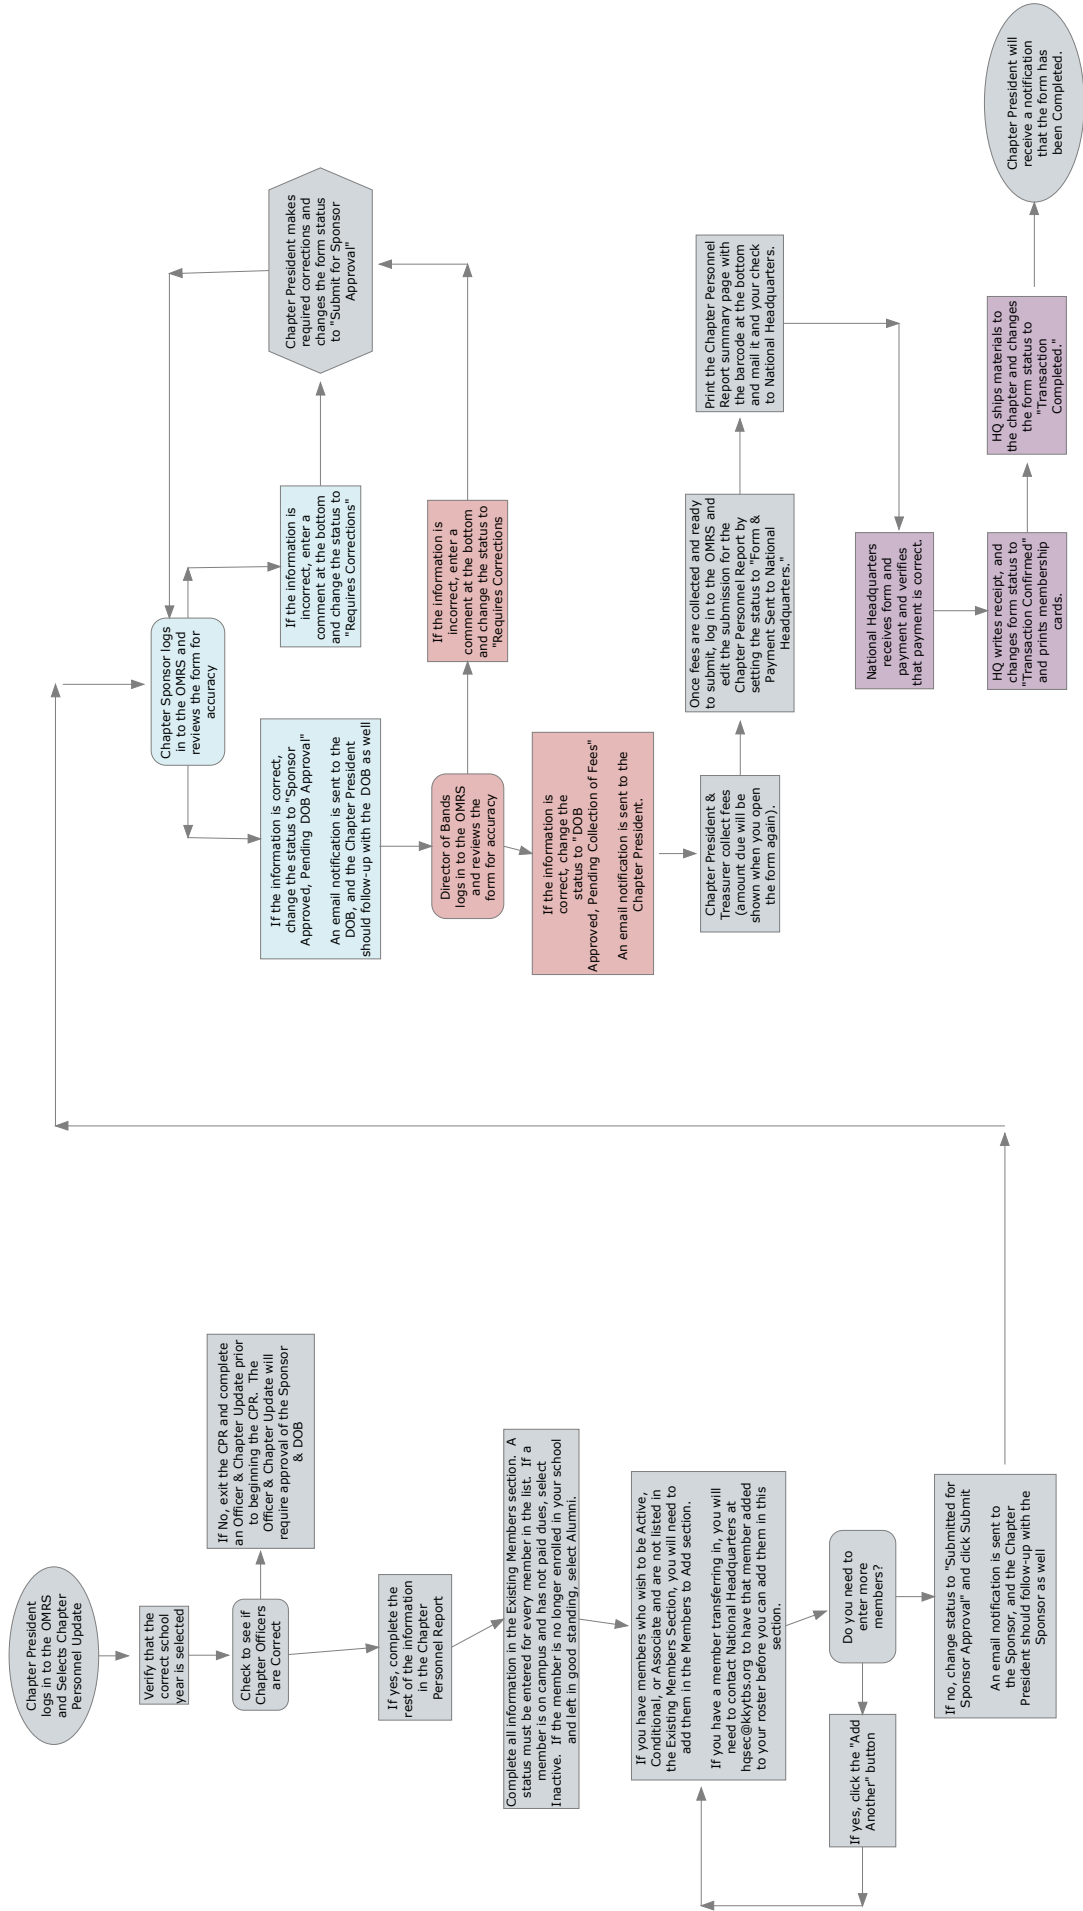 Chapter President
logs in to the OMRS
and Selects Chapter
Personnel Update
Verify that the
correct school
year is selected
Check to see if
Chapter Officers
are Correct
If No, exit the CPR and complete
an Officer & Chapter Update prior
to beginning the CPR. The
Officer & Chapter Update will
require approval of the Sponsor
& DOB
If yes, complete the
rest of the information
in the Chapter
Personnel Report
Complete all information in the Existing Members section. A
status must be entered for every member in the list. If a
member is on campus and has not paid dues, select
Inactive. If the member is no longer enrolled in your school
and left in good standing, select Alumni.
If you have members who wish to be Active,
Conditional, or Associate and are not listed in
the Existing Members Section, you will need to
add them in the Members to Add section.
If you have a member transferring in, you will
need to contact National Headquarters at
hqsec@kkytbs.org to have that member added
to your roster before you can add them in this
section.
Do you need to
enter more
members?
If yes, click the "Add
Another" button
If no, change status to "Submitted for
Sponsor Approval" and click Submit
An email notification is sent to
the Sponsor, and the Chapter
President should follow-up with the
Sponsor as well
Chapter Sponsor logs
in to the OMRS and
reviews the form for
accuracy
If the information is
incorrect, enter a
comment at the bottom
and change the status to
"Requires Corrections"
Chapter President makes
required corrections and
changes the form status
to "Submit for Sponsor
Approval"
If the information is correct,
change the status to "Sponsor
Approved, Pending DOB Approval"
An email notification is sent to the
DOB, and the Chapter President
should follow-up with the DOB as well
Director of Bands
logs in to the OMRS
and reviews the
form for accuracy
If the information is
incorrect, enter a
comment at the bottom
and change the status to
"Requires Corrections
If the information is
correct, change the
status to "DOB
Approved, Pending Collection of Fees"
An email notification is sent to the
Chapter President.
Chapter President &
Treasurer collect fees
(amount due will be
shown when you open
the form again).
Once fees are collected and ready
to submit, log in to the OMRS and
edit the submission for the
Chapter Personnel Report by
setting the status to "Form &
Payment Sent to National
Headquarters."
Print the Chapter Personnel
Report summary page with
the barcode at the bottom
and mail it and your check
to National Headquarters.
National Headquarters
receives form and
payment and verifies
that payment is correct.
HQ writes receipt, and
changes form status to
"Transaction Confirmed"
and prints membership
cards.
HQ ships materials to
the chapter and changes
the form status to
"Transaction
Completed."
Chapter President will
receive a notification
that the form has
been Completed.